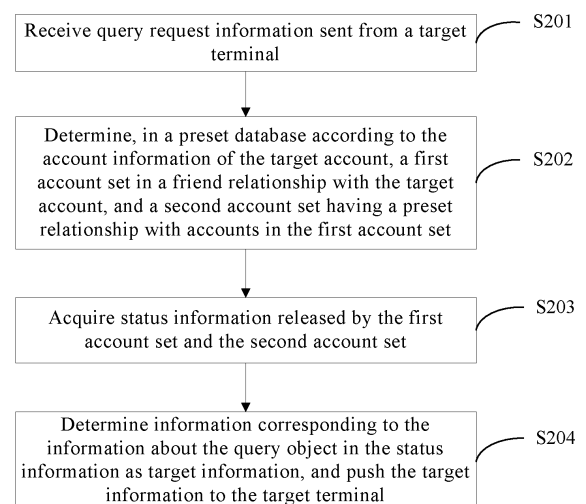 Receive query request information sent from a target
terminal
S201
Determine, in a preset database according to the
account information of the target account, a first
account set in a friend relationship with the target
account, and a second account set having a preset
relationship with accounts in the first account set
S202
Acquire status information released by the first
account set and the second account set
S203
Determine information corresponding to the
information about the query object in the status
information as target information, and push the target
information to the target terminal
S204